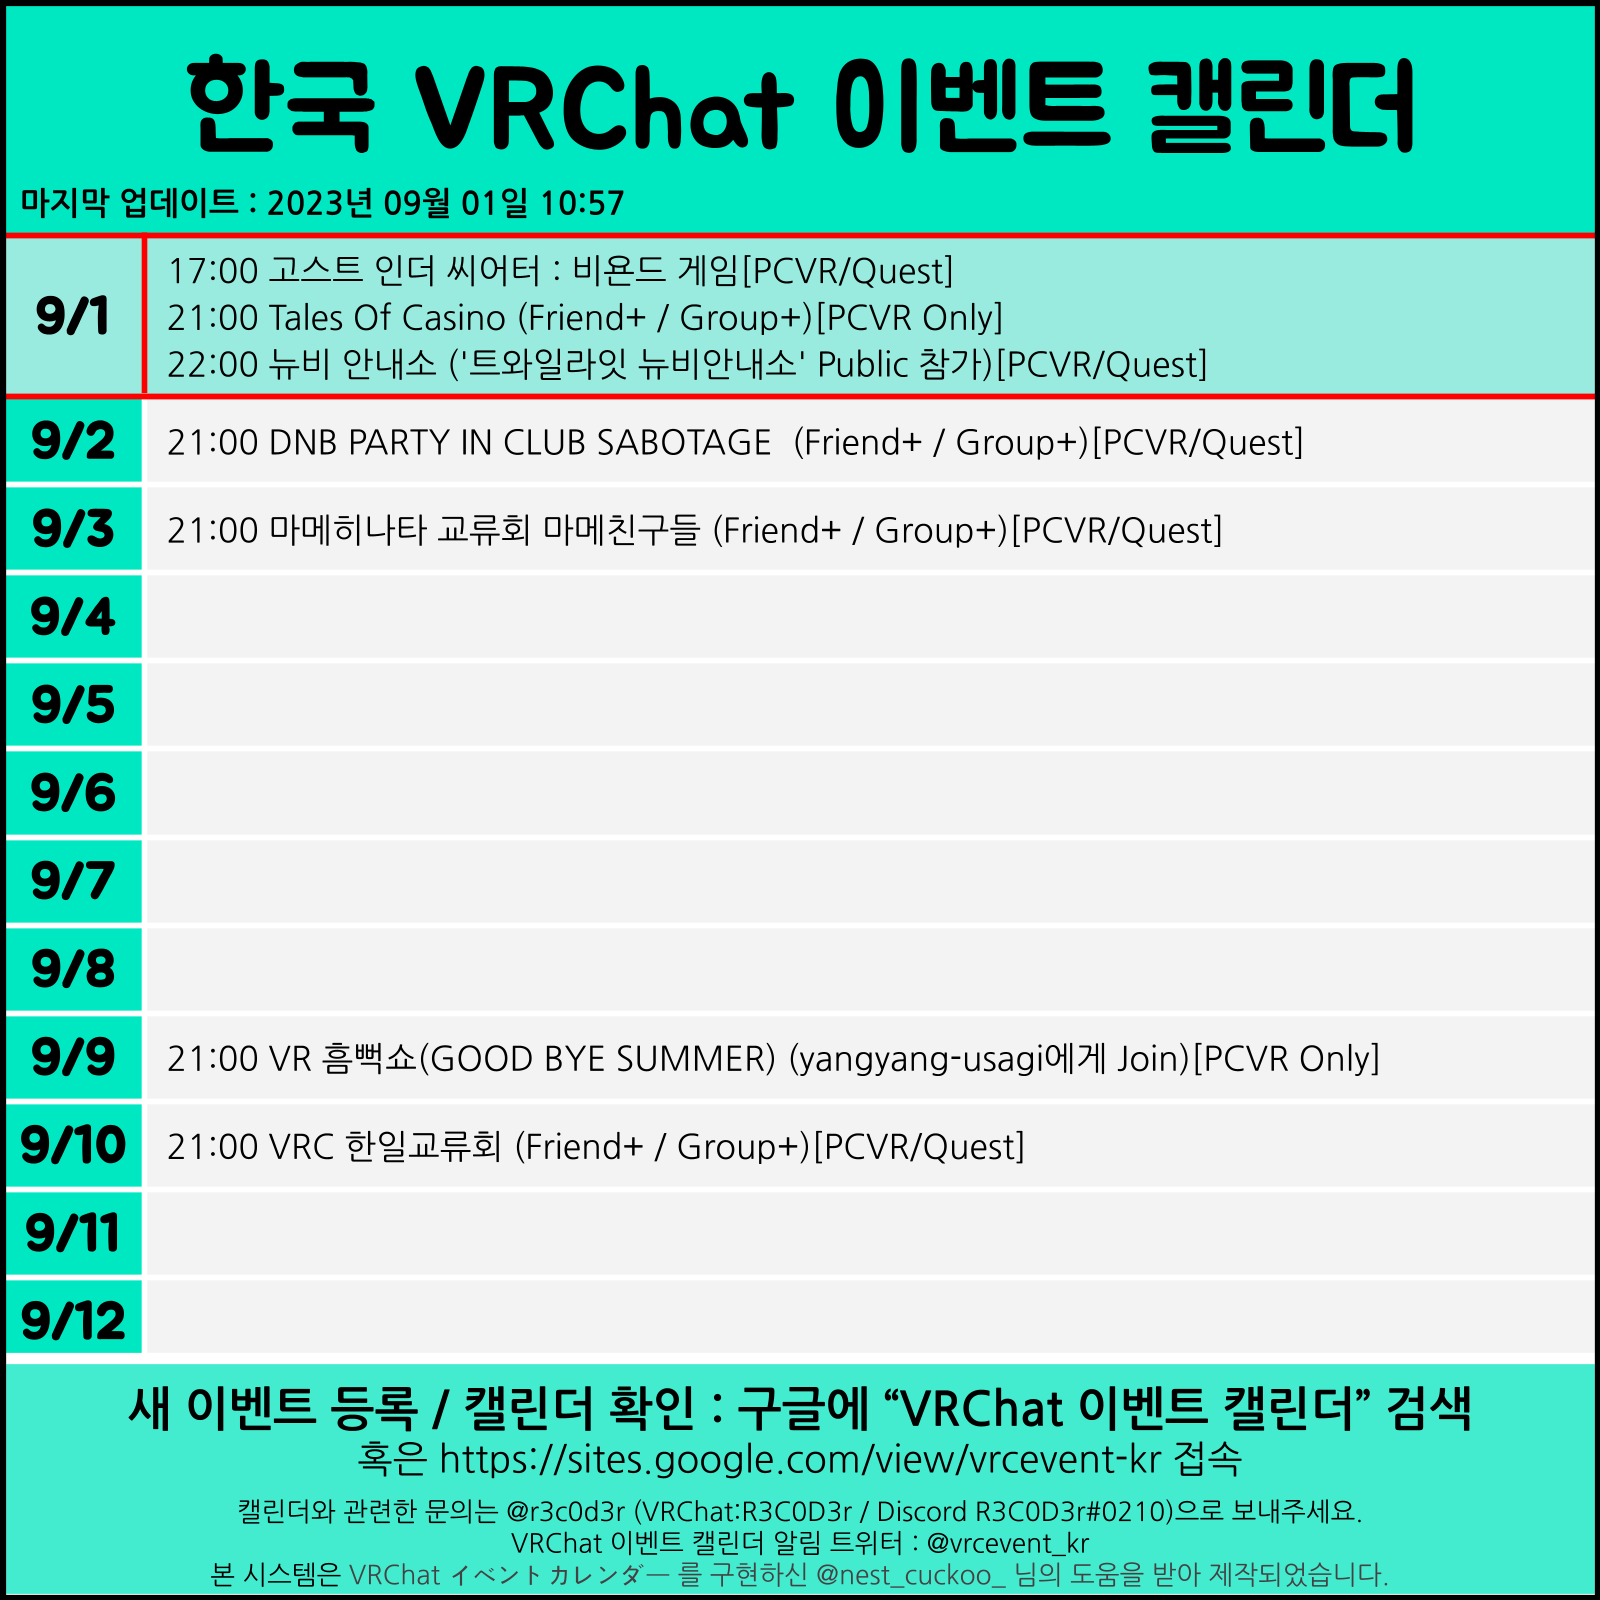 한국 VRChat 이벤트 캘린더
마지막 업데이트 : 2023년 09월 01일 10:57
9/1
17:00 고스트 인더 씨어터 : 비욘드 게임[PCVR/Quest]
21:00 Tales Of Casino (Friend+ / Group+)[PCVR Only]
22:00 뉴비 안내소 ('트와일라잇 뉴비안내소' Public 참가)[PCVR/Quest]
9/2
21:00 DNB PARTY IN CLUB SABOTAGE  (Friend+ / Group+)[PCVR/Quest]
9/3
21:00 마메히나타 교류회 마메친구들 (Friend+ / Group+)[PCVR/Quest]
9/4
9/5
9/6
9/7
9/8
9/9
21:00 VR 흠뻑쇼(GOOD BYE SUMMER) (yangyang-usagi에게 Join)[PCVR Only]
9/10
21:00 VRC 한일교류회 (Friend+ / Group+)[PCVR/Quest]
9/11
9/12
새 이벤트 등록 / 캘린더 확인 : 구글에 “VRChat 이벤트 캘린더” 검색
혹은 https://sites.google.com/view/vrcevent-kr 접속
캘린더와 관련한 문의는 @r3c0d3r (VRChat:R3C0D3r / Discord R3C0D3r#0210)으로 보내주세요.
VRChat 이벤트 캘린더 알림 트위터 : @vrcevent_kr
본 시스템은 VRChat イベントカレンダー 를 구현하신 @nest_cuckoo_ 님의 도움을 받아 제작되었습니다.